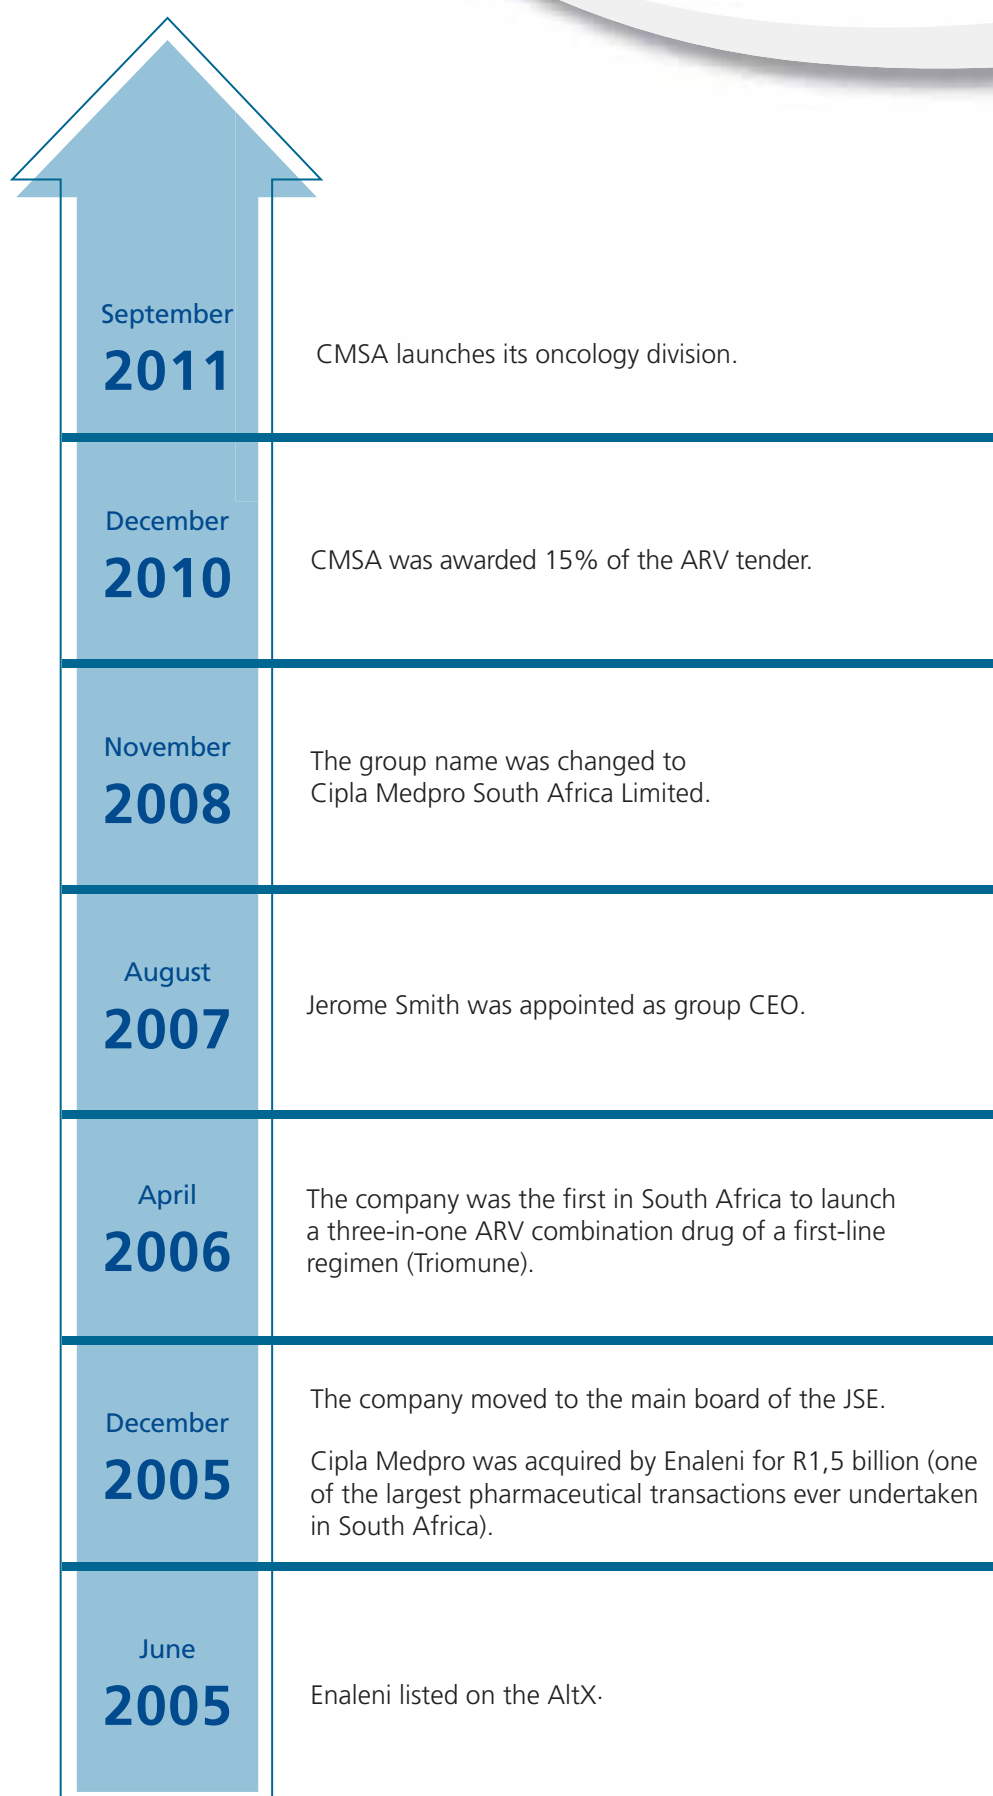 September
2011
CMSA launches its oncology division.
December
2010
CMSA was awarded 15% of the ARV tender.
November
2008
The group name was changed to
Cipla Medpro South Africa Limited.
August
2007
Jerome Smith was appointed as group CEO.
April
2006
The company was the first in South Africa to launch
a three-in-one ARV combination drug of a first-line
regimen (Triomune).
December
2005
The company moved to the main board of the JSE.
Cipla Medpro was acquired by Enaleni for R1,5 billion (one
of the largest pharmaceutical transactions ever undertaken
in South Africa).
June
2005
Enaleni listed on the AltX.